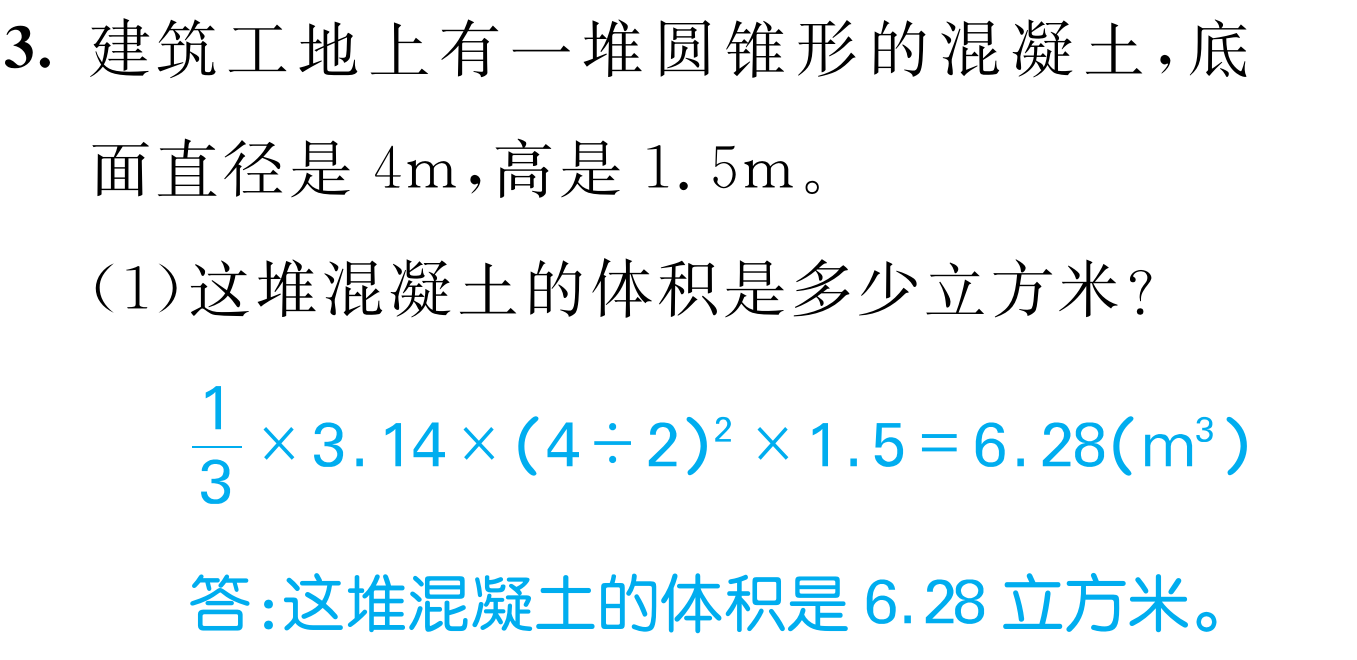 3. 建筑工地上有一堆圆锥形的混凝土,底
面直径是 4m,高是 1.5m。
(1)这堆混凝土的体积是多少立方米?
1/3 × 3.14 × (4÷2)² × 1.5 = 6.28(m³)
答:这堆混凝土的体积是 6.28 立方米。